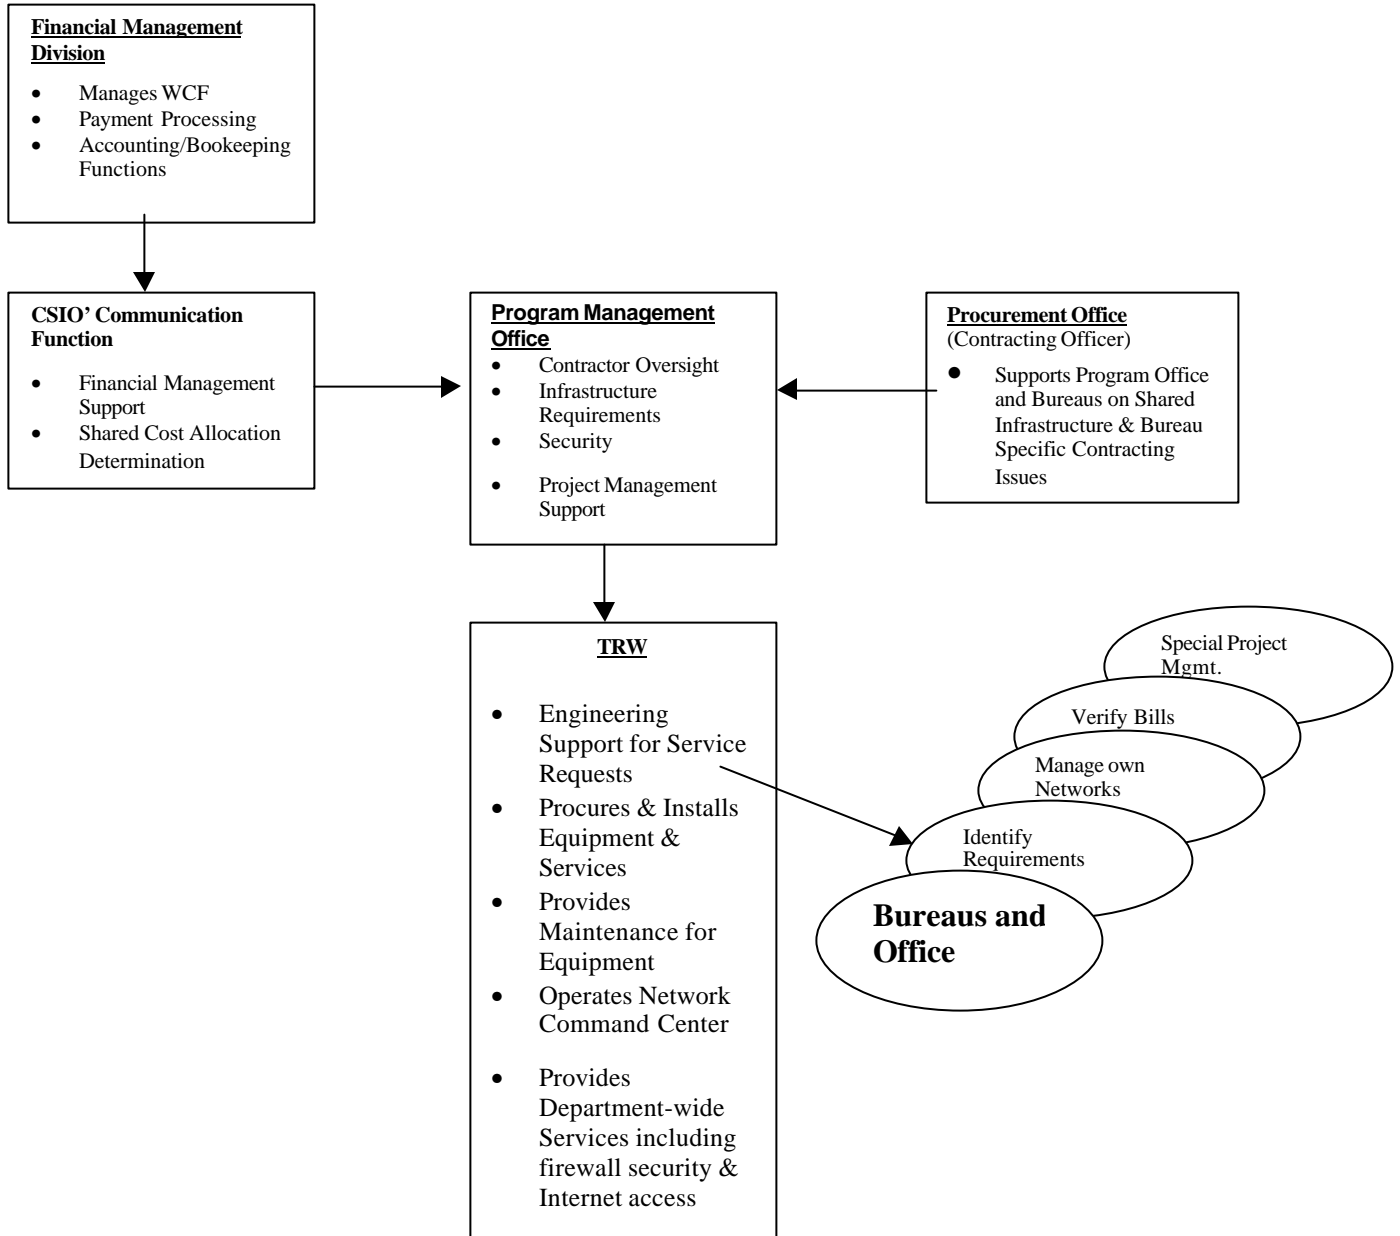 Financial Management
Division
• Manages WCF
• Payment Processing
• Accounting/Bookeeping
Functions
CSIO’ Communication
Function
• Financial Management
Support
• Shared Cost Allocation
Determination
Program Management
Office
• Contractor Oversight
• Infrastructure
Requirements
• Security
• Project Management
Support
Procurement Office
(Contracting Officer)
• Supports Program Office
and Bureaus on Shared
Infrastructure & Bureau
Specific Contracting
Issues
TRW
• Engineering
Support for Service
Requests
• Procures & Installs
Equipment &
Services
• Provides
Maintenance for
Equipment
• Operates Network
Command Center
• Provides
Department-wide
Services including
firewall security &
Internet access
Special Project
Mgmt.
Verify Bills
Manage own
Networks
Identify
Requirements
Bureaus and
Office